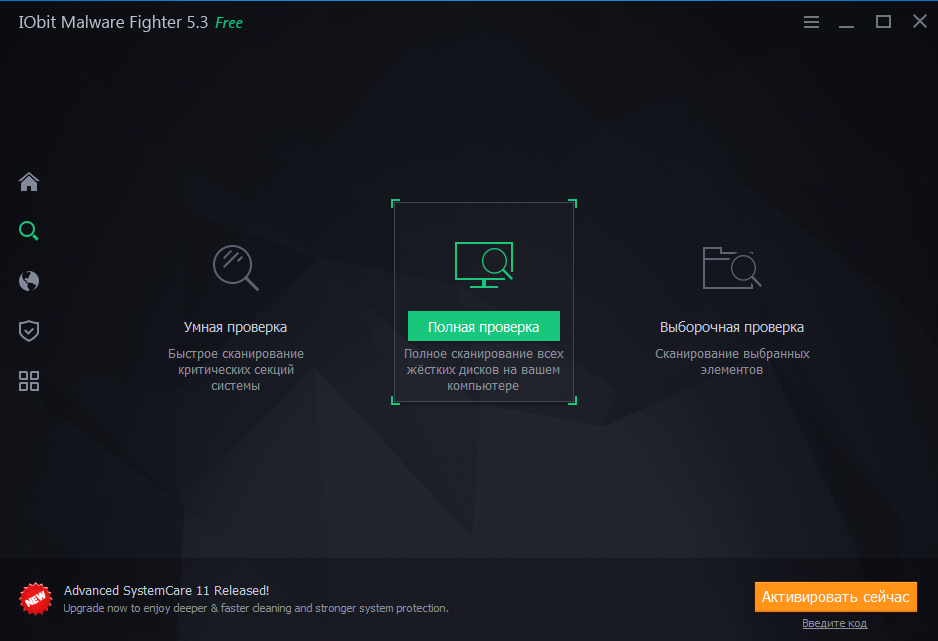 IObit Malware Fighter 5.3 Free
Умная проверка
Быстрое сканирование
критических секций
системы
Полная проверка
Полное сканирование всех
жёстких дисков на вашем
компьютере
Выборочная проверка
Сканирование выбранных
элементов
NEW
Advanced SystemCare 11 Released!
Upgrade now to enjoy deeper & faster cleaning and stronger system protection.
Активировать сейчас
Введите код